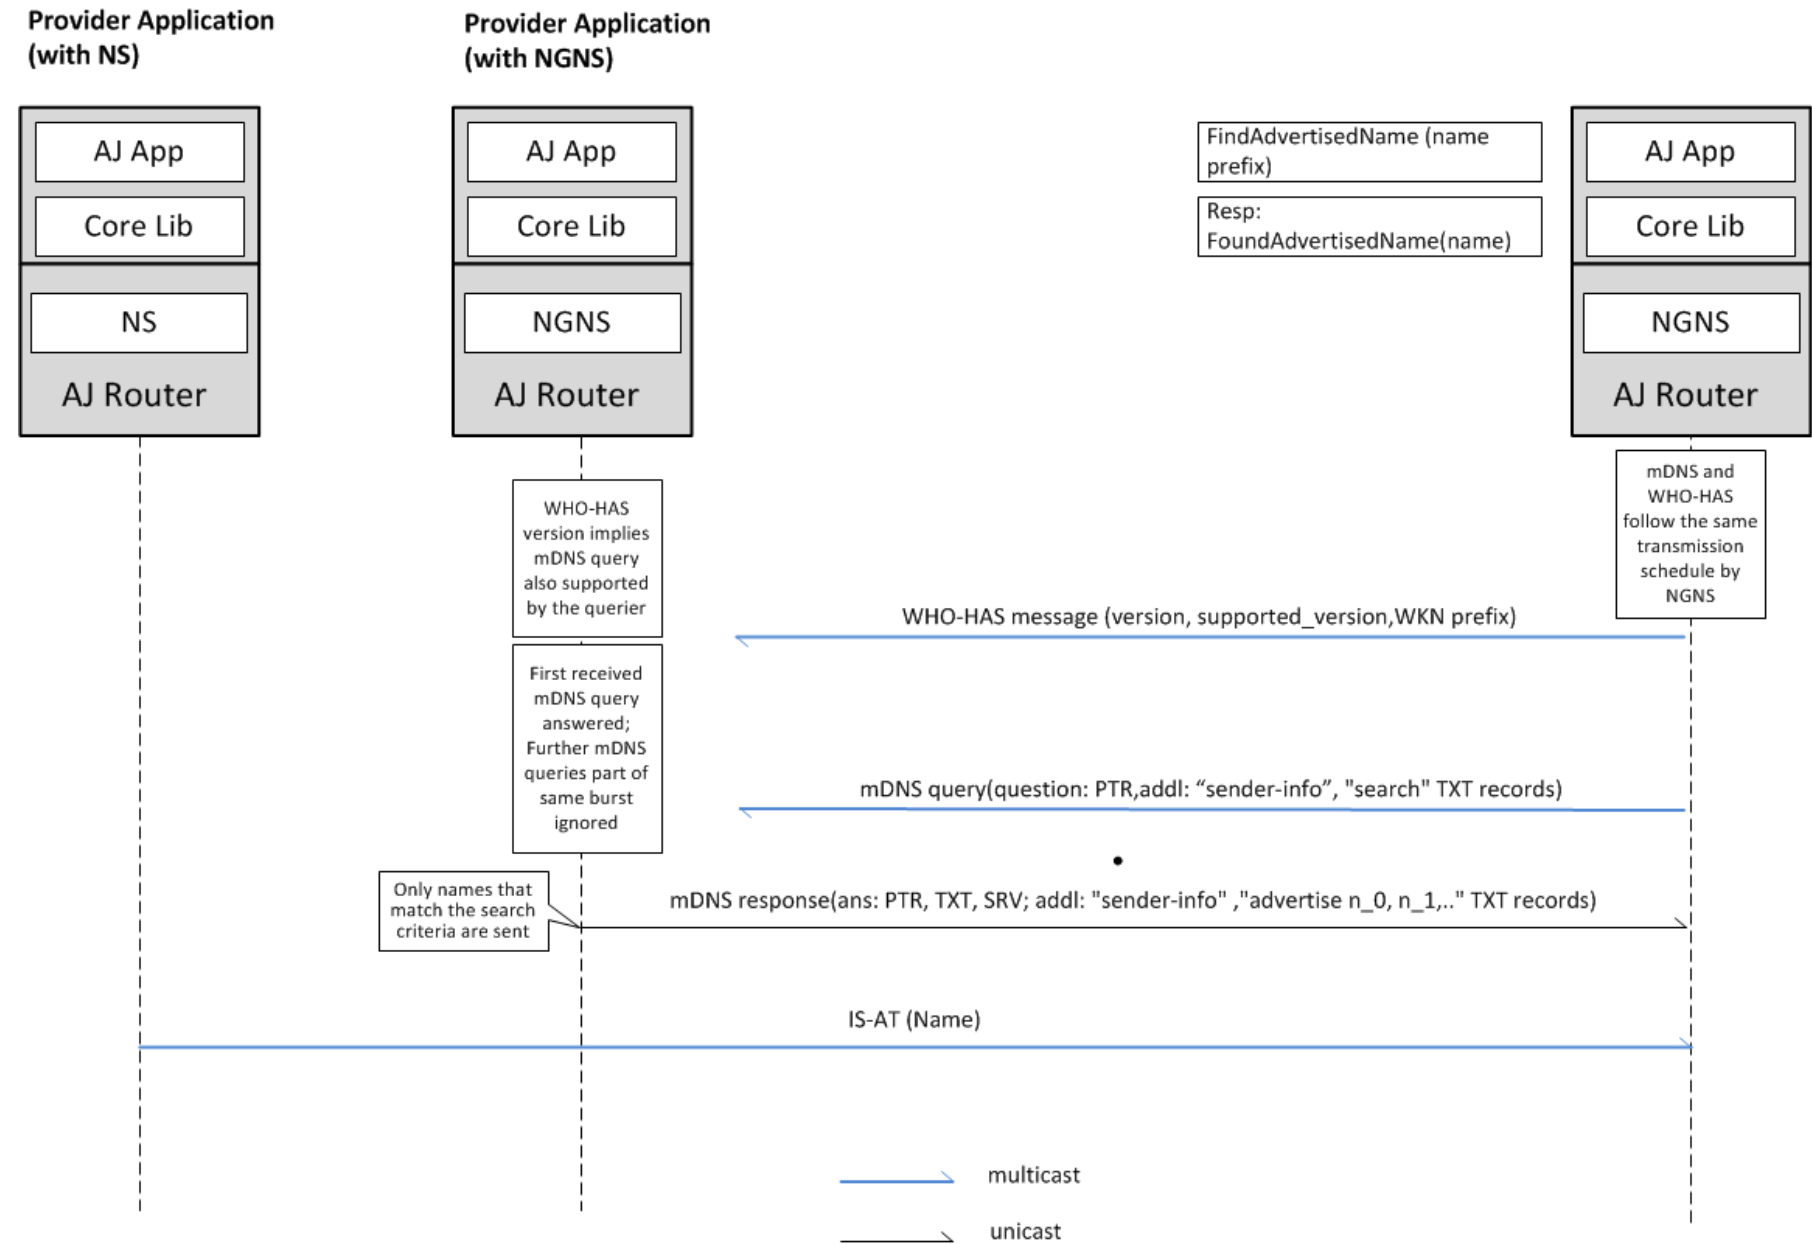 Provider Application
(with NS)
Provider Application
(with NGNS)
AJ App
Core Lib
NS
AJ Router
AJ App
Core Lib
NGNS
AJ Router
FindAdvertisedName (name
prefix)
Resp:
FoundAdvertisedName(name)
AJ App
Core Lib
NGNS
AJ Router
WHO-HAS
version implies
mDNS query
also supported
by the querier
mDNS and
WHO-HAS
follow the same
transmission
schedule by
NGNS
WHO-HAS message (version, supported_version,WKN prefix)
First received
mDNS query
answered;
Further mDNS
queries part of
same burst
ignored
mDNS query(question: PTR,addl: “sender-info”, "search" TXT records)
Only names that
match the search
criteria are sent
mDNS response(ans: PTR, TXT, SRV; addl: "sender-info" ,"advertise n_0, n_1,.." TXT records)
IS-AT (Name)
multicast
unicast